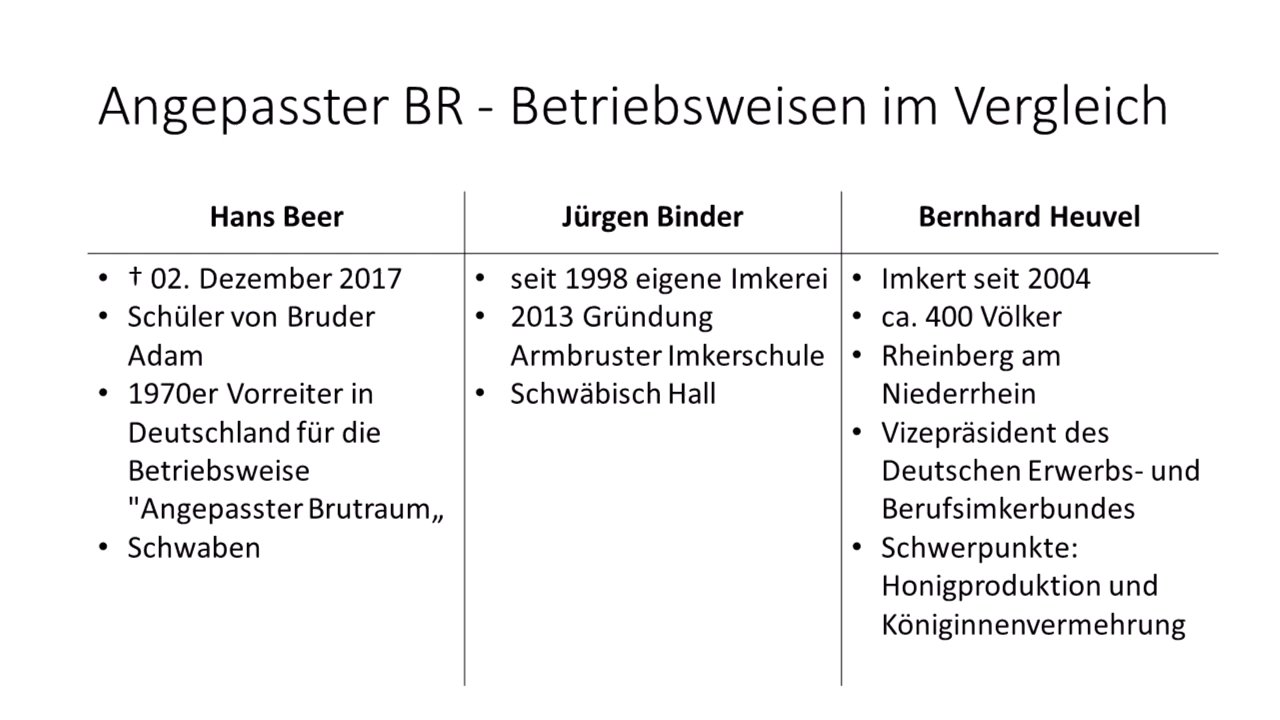 Angepasster BR - Betriebsweisen im Vergleich
Hans Beer
• † 02. Dezember 2017
• Schüler von Bruder
Adam
• 1970er Vorreiter in
Deutschland für die
Betriebsweise
"Angepasster Brutraum„
• Schwaben
Jürgen Binder
• seit 1998 eigene Imkerei
• 2013 Gründung
Armbruster Imkerschule
• Schwäbisch Hall
Bernhard Heuvel
• Imkert seit 2004
• ca. 400 Völker
• Rheinberg am
Niederrhein
• Vizepräsident des
Deutschen Erwerbs- und
Berufsimkerbundes
• Schwerpunkte:
Honigproduktion und
Königinnenvermehrung